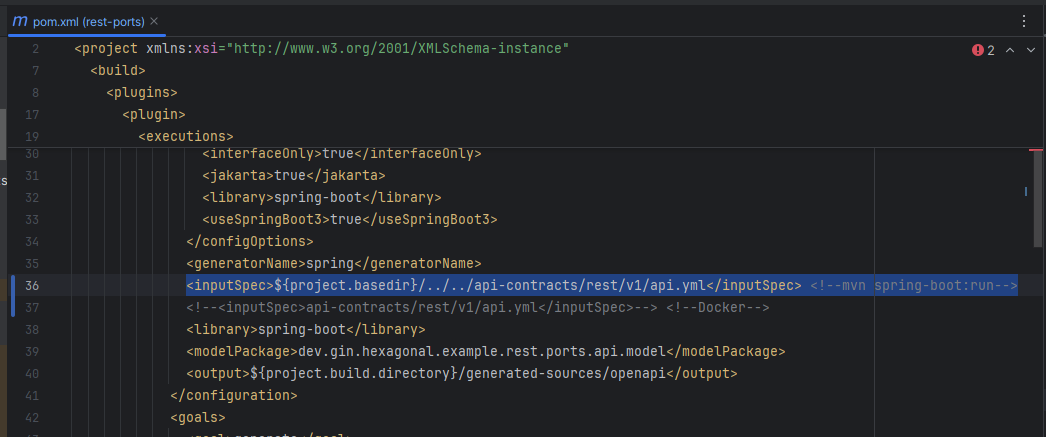 m pom.xml (rest-ports) ×
2 <project xmlns:xsi="http://www.w3.org/2001/XMLSchema-instance" 2
7 <build>
8 <plugins>
17 <plugin>
19 <executions>
30 <interfaceOnly>true</interfaceOnly>
31 <jakarta>true</jakarta>
32 <library>spring-boot</library>
33 <useSpringBoot3>true</useSpringBoot3>
34 </configOptions>
35 <generatorName>spring</generatorName>
36 <inputSpec>${project.basedir}/../../api-contracts/rest/v1/api.yml</inputSpec> <!--mvn spring-boot:run-->
37 <!--<inputSpec>api-contracts/rest/v1/api.yml</inputSpec>--> <!--Docker-->
38 <library>spring-boot</library>
39 <modelPackage>dev.gin.hexagonal.example.rest.ports.api.model</modelPackage>
40 <output>${project.build.directory}/generated-sources/openapi</output>
41 </configuration>
42 <goals>
s